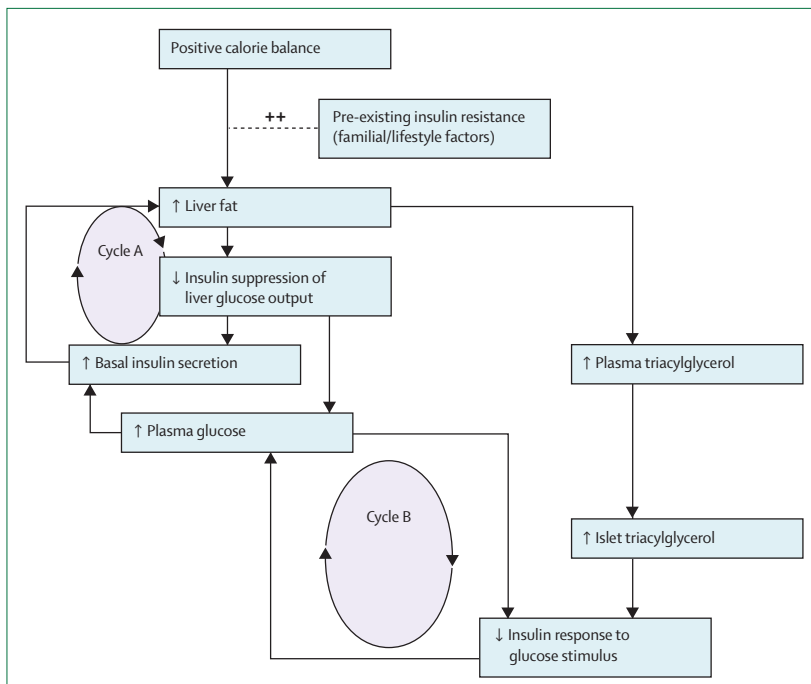 Positive calorie balance
++
Pre-existing insulin resistance
(familial/lifestyle factors)
↑ Liver fat
Cycle A
↓ Insulin suppression of
liver glucose output
↑ Basal insulin secretion
↑ Plasma triacylglycerol
↑ Plasma glucose
Cycle B
↑ Islet triacylglycerol
↓ Insulin response to
glucose stimulus